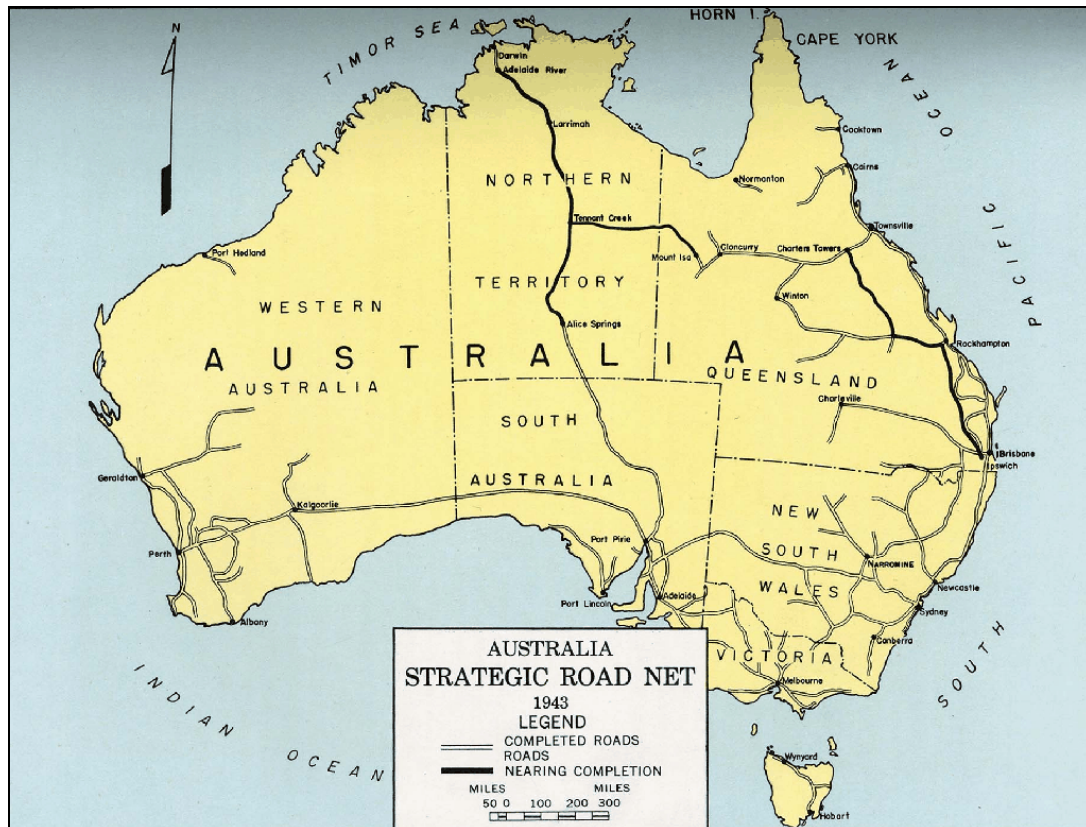 HORN I.
CAPE YORK
TIMOR SEA
N
Darwin
Adelaide River
Larrimah
Cooktown
Cairns
Normanton
NORTHERN
Tennant Creek
Townsville
Charters Towers
Cloncurry
Mount Isa
Port Hedland
TERRITORY
WESTERN
Winton
Alice Springs
Rockhampton
AUSTRALIA
QUEENSLAND
AUSTRALIA
Charleville
SOUTH
Brisbane
Ipswich
Geraldton
AUSTRALIA
Kalgoorlie
NEW
Port Pirie
SOUTH
Perth
NARROMINE
WALES
Newcastle
Port Lincoln
Adelaide
Sydney
Albany
Canberra
VICTORIA
Melbourne
SOUTH PACIFIC OCEAN
INDIAN OCEAN
AUSTRALIA
STRATEGIC ROAD NET
1943
LEGEND
COMPLETED ROADS
ROADS
NEARING COMPLETION
MILES MILES
50 0 100 200 300
Wynyard
Hobart